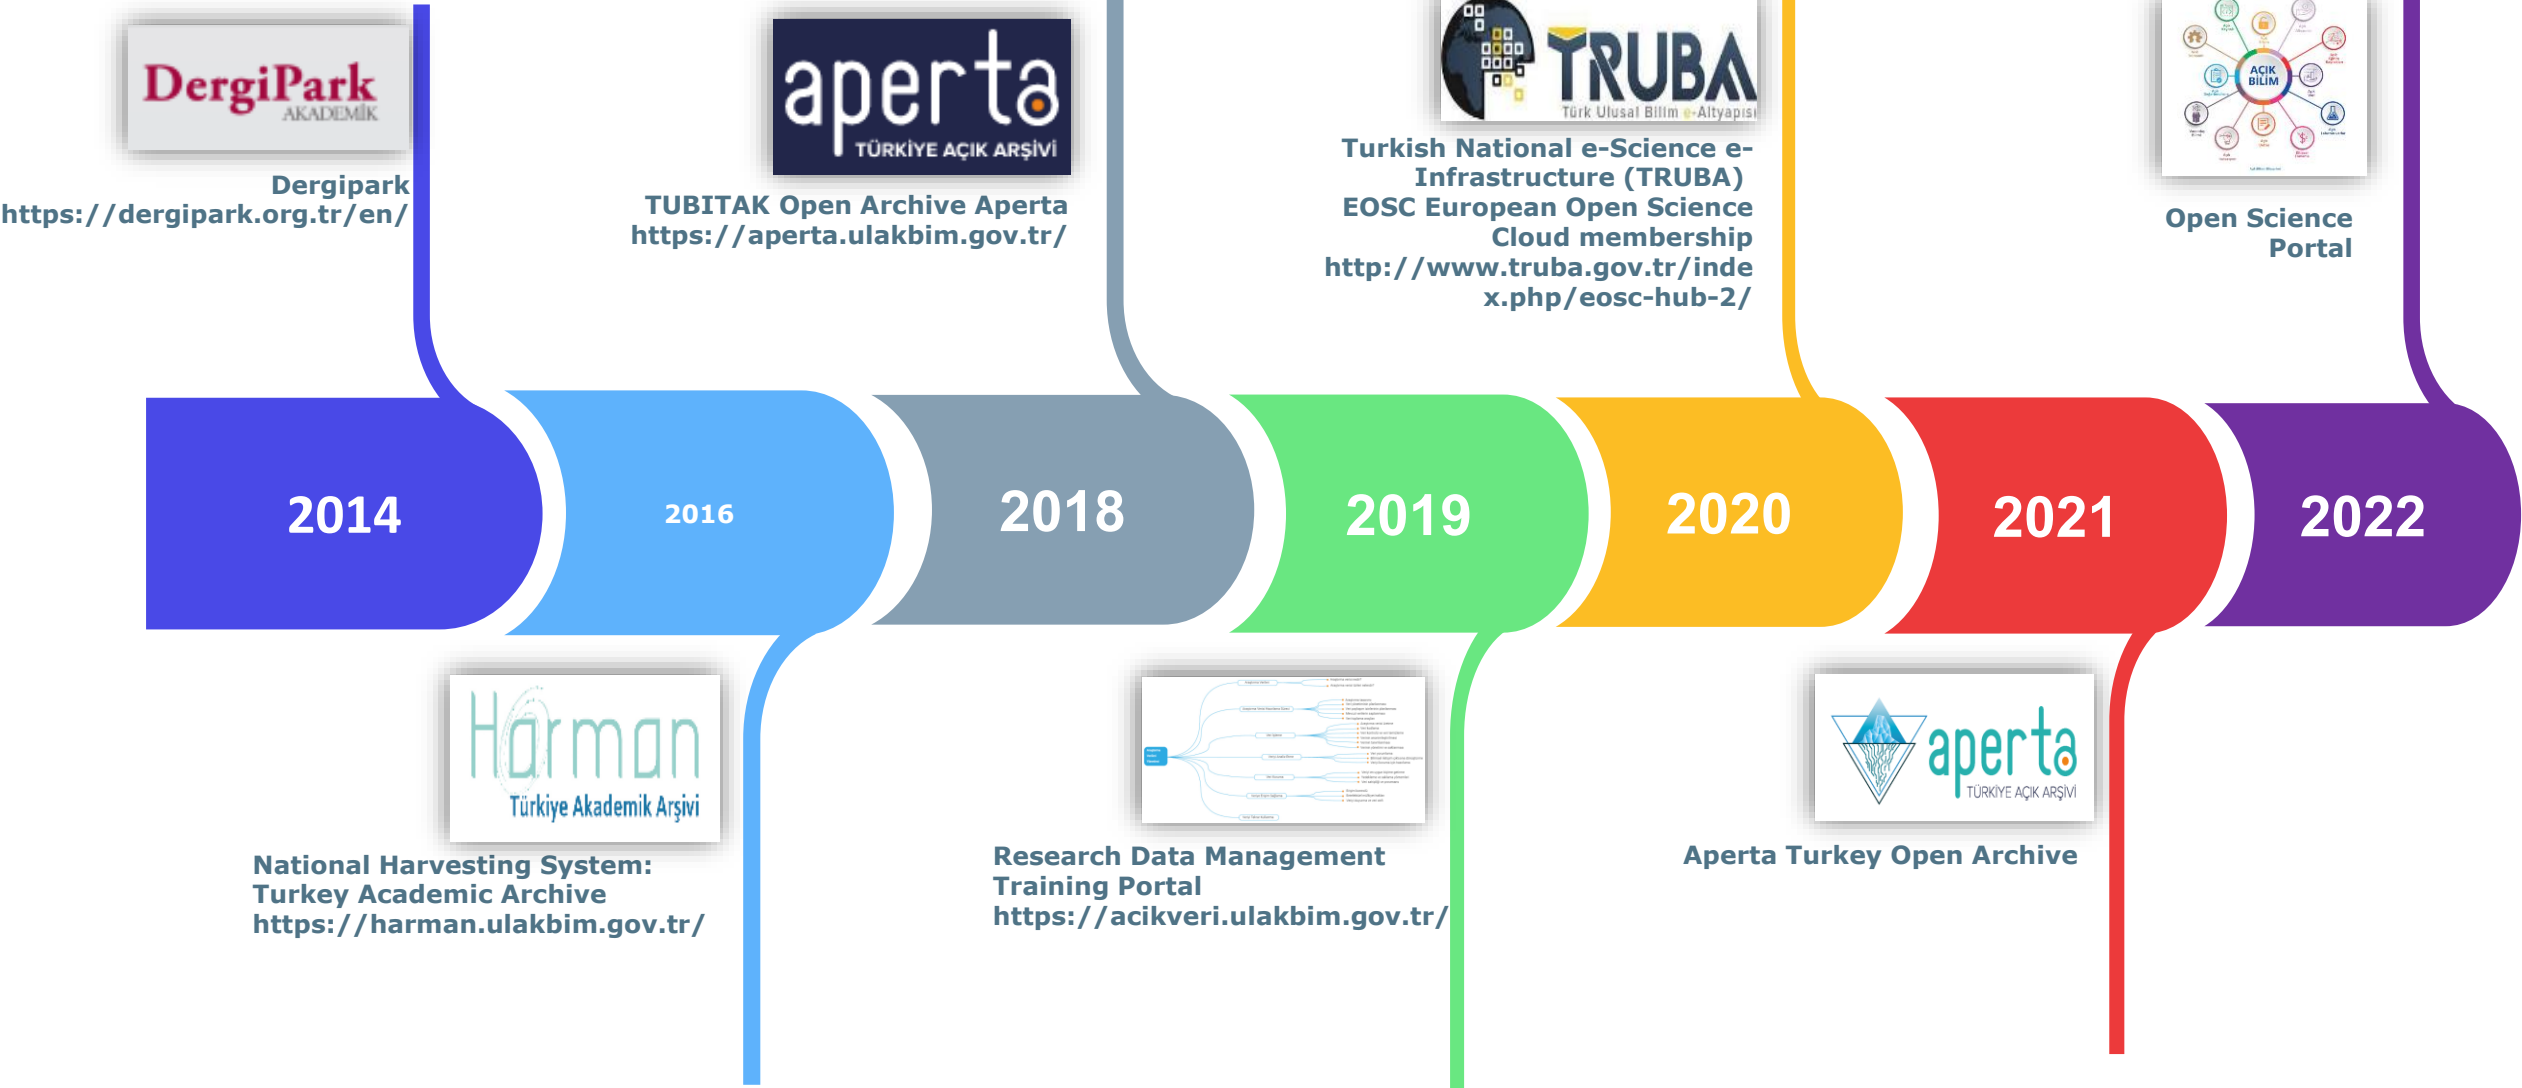 DergiPark
AKADEMİK
Dergipark
https://dergipark.org.tr/en/
aperta
TÜRKİYE AÇIK ARŞİVİ
TUBITAK Open Archive Aperta
https://aperta.ulakbim.gov.tr/
TRUBA
Türk Ulusal Bilim e-Altyapısı
Turkish National e-Science e-
Infrastructure (TRUBA)
EOSC European Open Science
Cloud membership
http://www.truba.gov.tr/inde
x.php/eosc-hub-2/
AÇIK
BİLİM
Open Science
Portal
2014
2016
2018
2019
2020
2021
2022
Harman
Türkiye Akademik Arşivi
National Harvesting System:
Turkey Academic Archive
https://harman.ulakbim.gov.tr/
Research Data Management
Training Portal
https://acikveri.ulakbim.gov.tr/
aperta
TÜRKİYE AÇIK ARŞİVİ
Aperta Turkey Open Archive